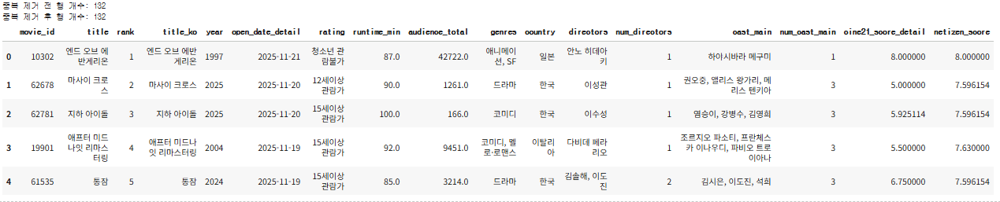 중복 제거 전 행 개수: 132
중복 제거 후 행 개수: 132
movie_id title rank title_ko year open_date_detail rating runtime_min audience_total genres country directors num_directors cast_main num_cast_main cine21_score_detail netizen_score
0 10302 엔드 오브 에반게리온 1 엔드 오브 에반게리온 1997 2025-11-21 청소년 관람불가 87.0 42722.0 애니메이션, SF 일본 안노 히데아키 1 하야시바라 메구미 1 8.000000 8.000000
1 62678 마사이 크로스 2 마사이 크로스 2025 2025-11-20 12세이상관람가 90.0 1261.0 드라마 한국 이성관 1 권오중, 앨리스 왕가리, 메리스 텐키아 3 5.000000 7.596154
2 62781 지하 아이돌 3 지하 아이돌 2025 2025-11-20 15세이상관람가 100.0 166.0 코미디 한국 이수성 1 염승이, 강병수, 김영희 3 5.925114 7.596154
3 19901 애프터 미드나잇 리마스터링 4 애프터 미드나잇 리마스터링 2004 2025-11-19 15세이상관람가 92.0 9451.0 코미디, 멜로·로맨스 이탈리아 다비데 페라리오 1 조르지오 파소티, 프란체스카 이나우디, 파비오 트로이아나 3 5.500000 7.630000
4 61535 통잠 5 통잠 2024 2025-11-19 15세이상관람가 85.0 3214.0 드라마 한국 김솔해, 이도진 2 김시은, 이도진, 석희 3 6.750000 7.596154